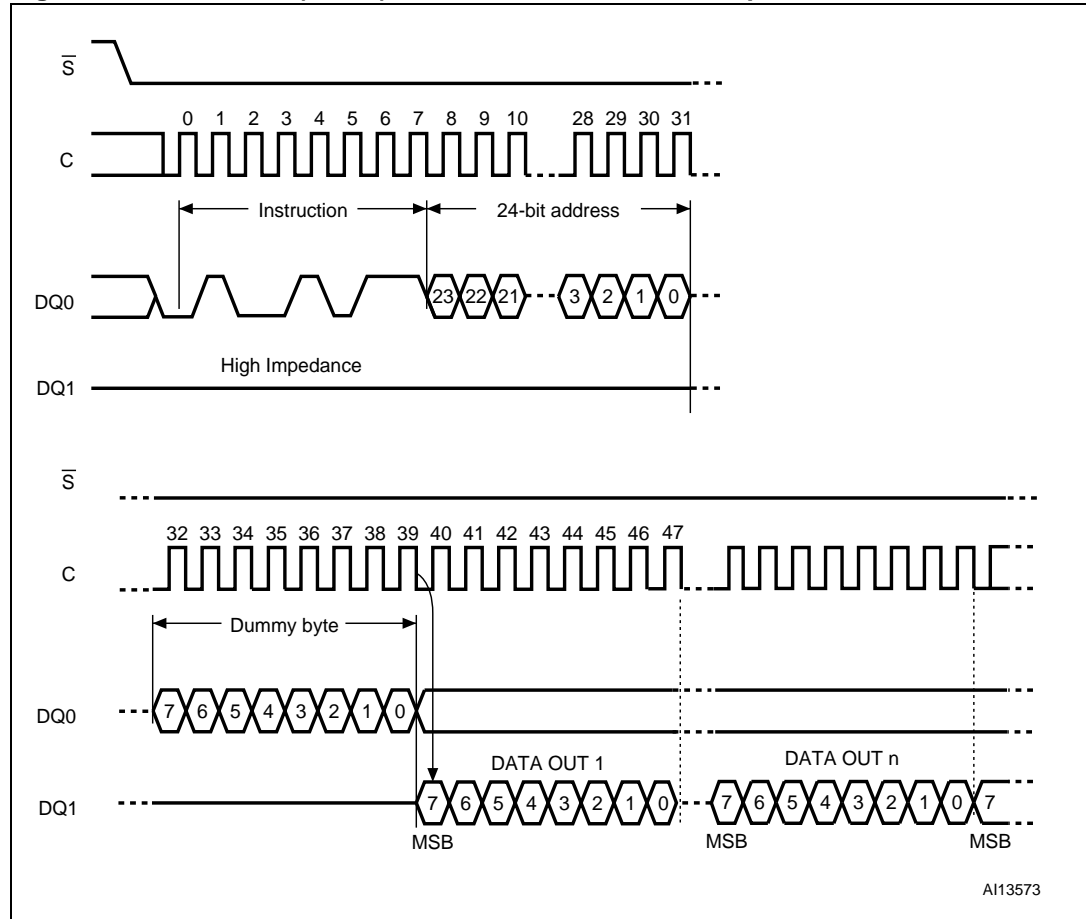 S
0 1 2 3 4 5 6 7 8 9 10 28 29 30 31
C
Instruction 24-bit address
DQ0 23 22 21 3 2 1 0
High Impedance
DQ1
S
32 33 34 35 36 37 38 39 40 41 42 43 44 45 46 47
C
Dummy byte
DQ0 7 6 5 4 3 2 1 0
DATA OUT 1 DATA OUT n
DQ1 7 6 5 4 3 2 1 0 7 6 5 4 3 2 1 0 7
MSB MSB MSB
AI13573